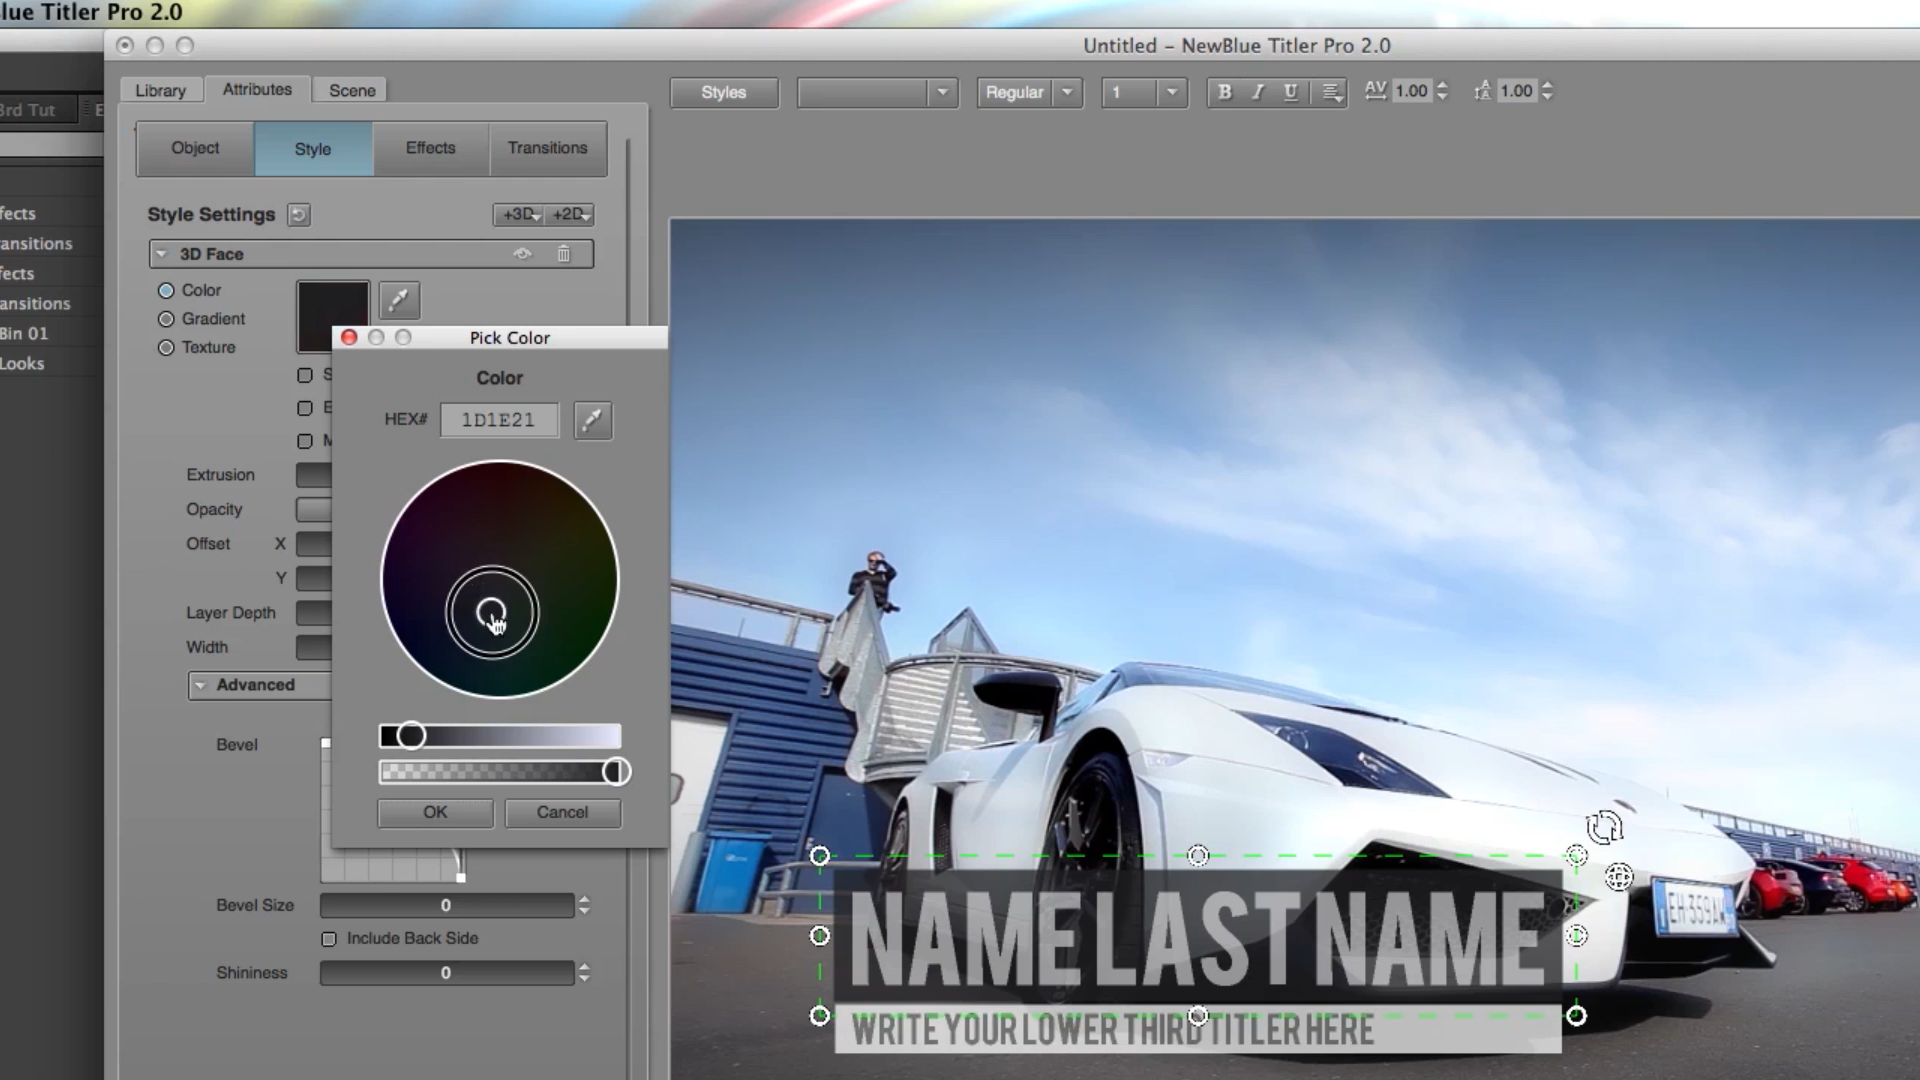 lue Titler Pro 2.0
Untitled – NewBlue Titler Pro 2.0
Library
Attributes
Scene
Styles
Regular
1
B I U
AV 1.00
1.00
3rd Tut
E
Object
Style
Effects
Transitions
Style Settings
+3D
+2D
fects
ansitions
fects
ansitions
Bin 01
Looks
3D Face
Color
Gradient
Texture
S
E
M
Pick Color
Color
HEX# 1D1E21
Extrusion
Opacity
Offset X
Y
Layer Depth
Width
Advanced
Bevel
OK
Cancel
Bevel Size 0
Include Back Side
Shininess 0
EH 339AW
NAME LAST NAME
WRITE YOUR LOWER THIRD TITLER HERE